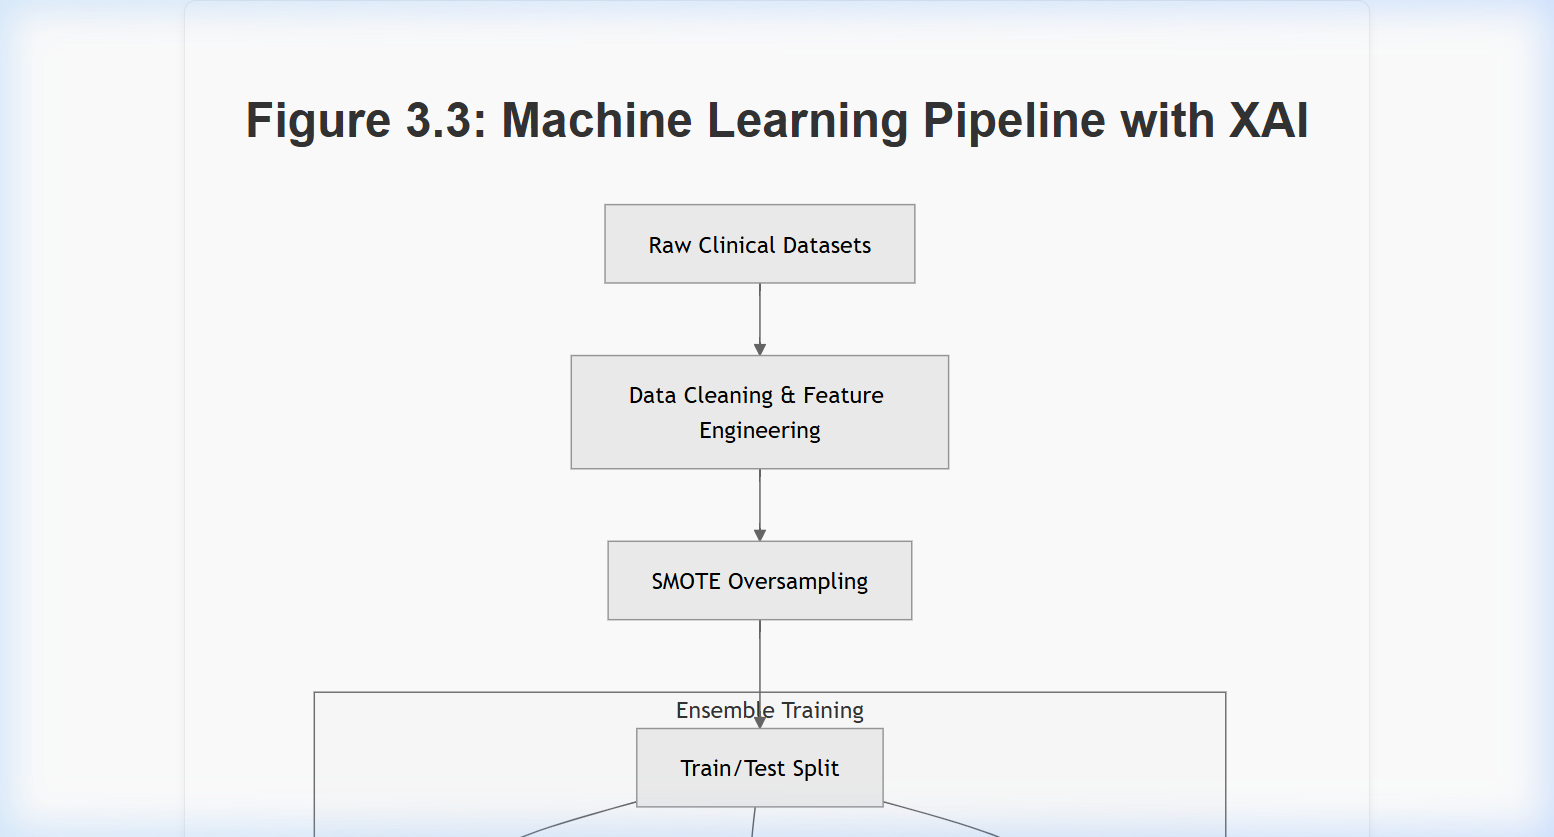 Figure 3.3: Machine Learning Pipeline with XAI
Raw Clinical Datasets
Data Cleaning & Feature
Engineering
SMOTE Oversampling
Ensemble Training
Train/Test Split